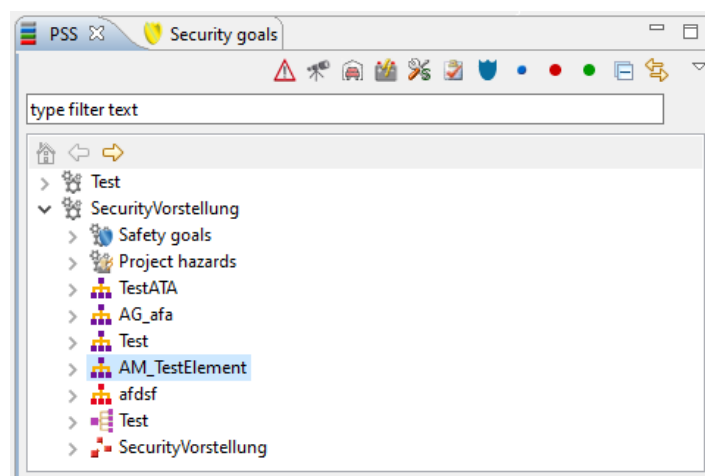 PSS Security goals
type filter text
Test
SecurityVorstellung
Safety goals
Project hazards
TestATA
AG_afa
Test
AM_TestElement
afdsf
Test
SecurityVorstellung